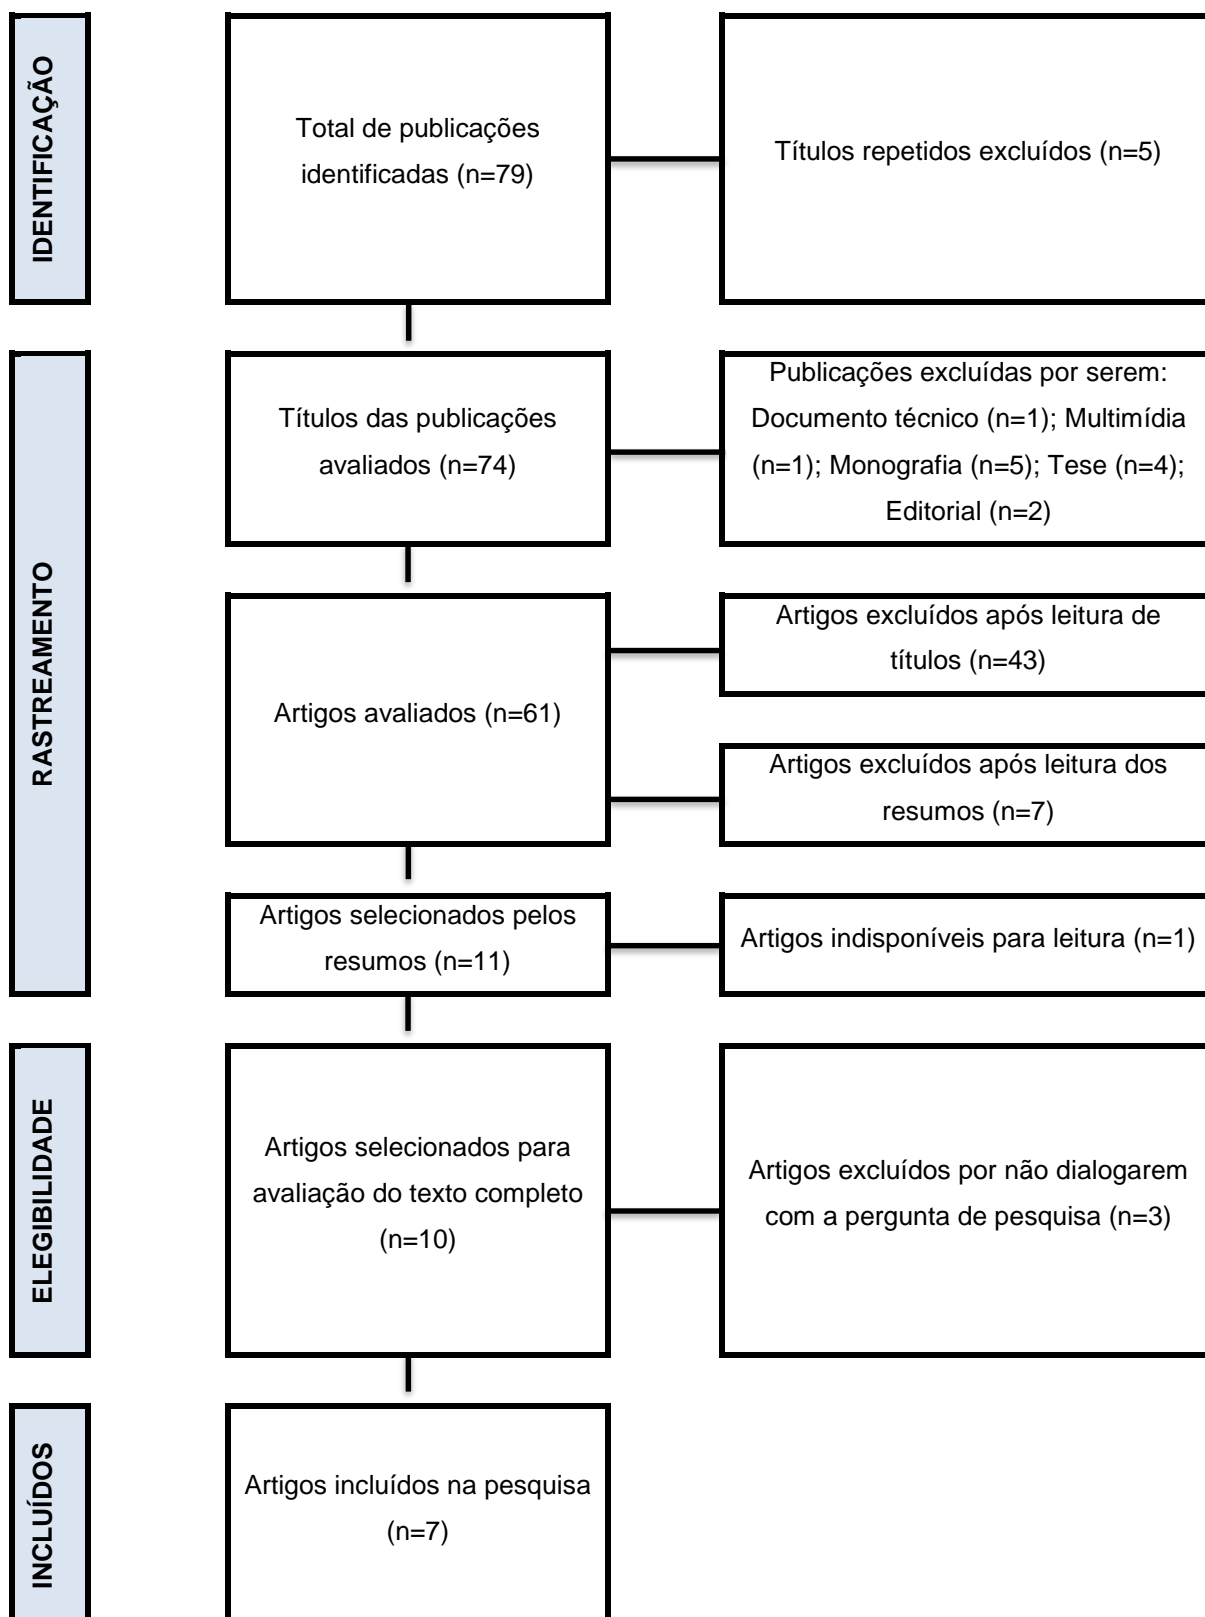 IDENTIFICAÇÃO
Total de publicações
identificadas (n=79)
Títulos repetidos excluídos (n=5)
RASTREAMENTO
Títulos das publicações
avaliados (n=74)
Publicações excluídas por serem:
Documento técnico (n=1); Multimídia
(n=1); Monografia (n=5); Tese (n=4);
Editorial (n=2)
Artigos avaliados (n=61)
Artigos excluídos após leitura de
títulos (n=43)
Artigos excluídos após leitura dos
resumos (n=7)
Artigos selecionados pelos
resumos (n=11)
Artigos indisponíveis para leitura (n=1)
ELEGIBILIDADE
Artigos selecionados para
avaliação do texto completo
(n=10)
Artigos excluídos por não dialogarem
com a pergunta de pesquisa (n=3)
INCLUÍDOS
Artigos incluídos na pesquisa
(n=7)